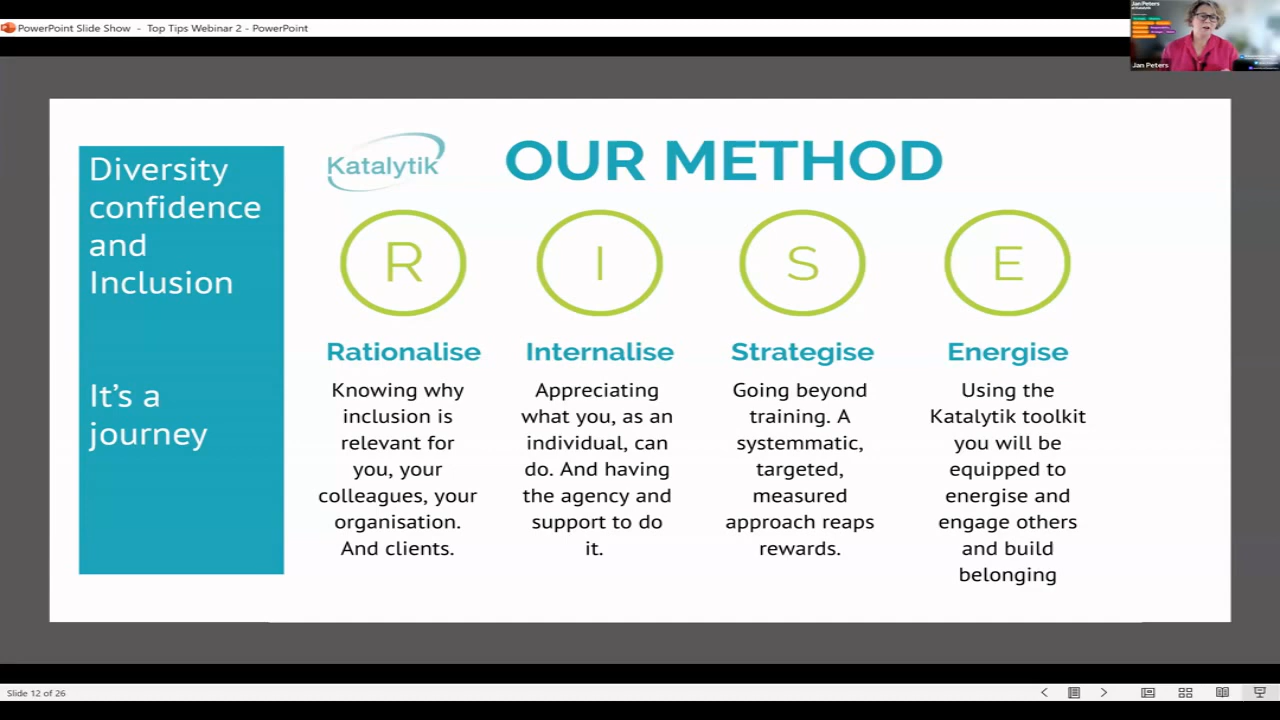 PowerPoint Slide Show - Top Tips Webinar 2 - PowerPoint
Jan Peters
Jan Peters
Diversity
confidence
and
Inclusion
It's a
journey
Katalytik
OUR METHOD
R
I
S
E
Rationalise
Knowing why
inclusion is
relevant for
you, your
colleagues, your
organisation.
And clients.
Internalise
Appreciating
what you, as an
individual, can
do. And having
the agency and
support to do
it.
Strategise
Going beyond
training. A
systemmatic,
targeted,
measured
approach reaps
rewards.
Energise
Using the
Katalytik toolkit
you will be
equipped to
energise and
engage others
and build
belonging
Slide 12 of 26